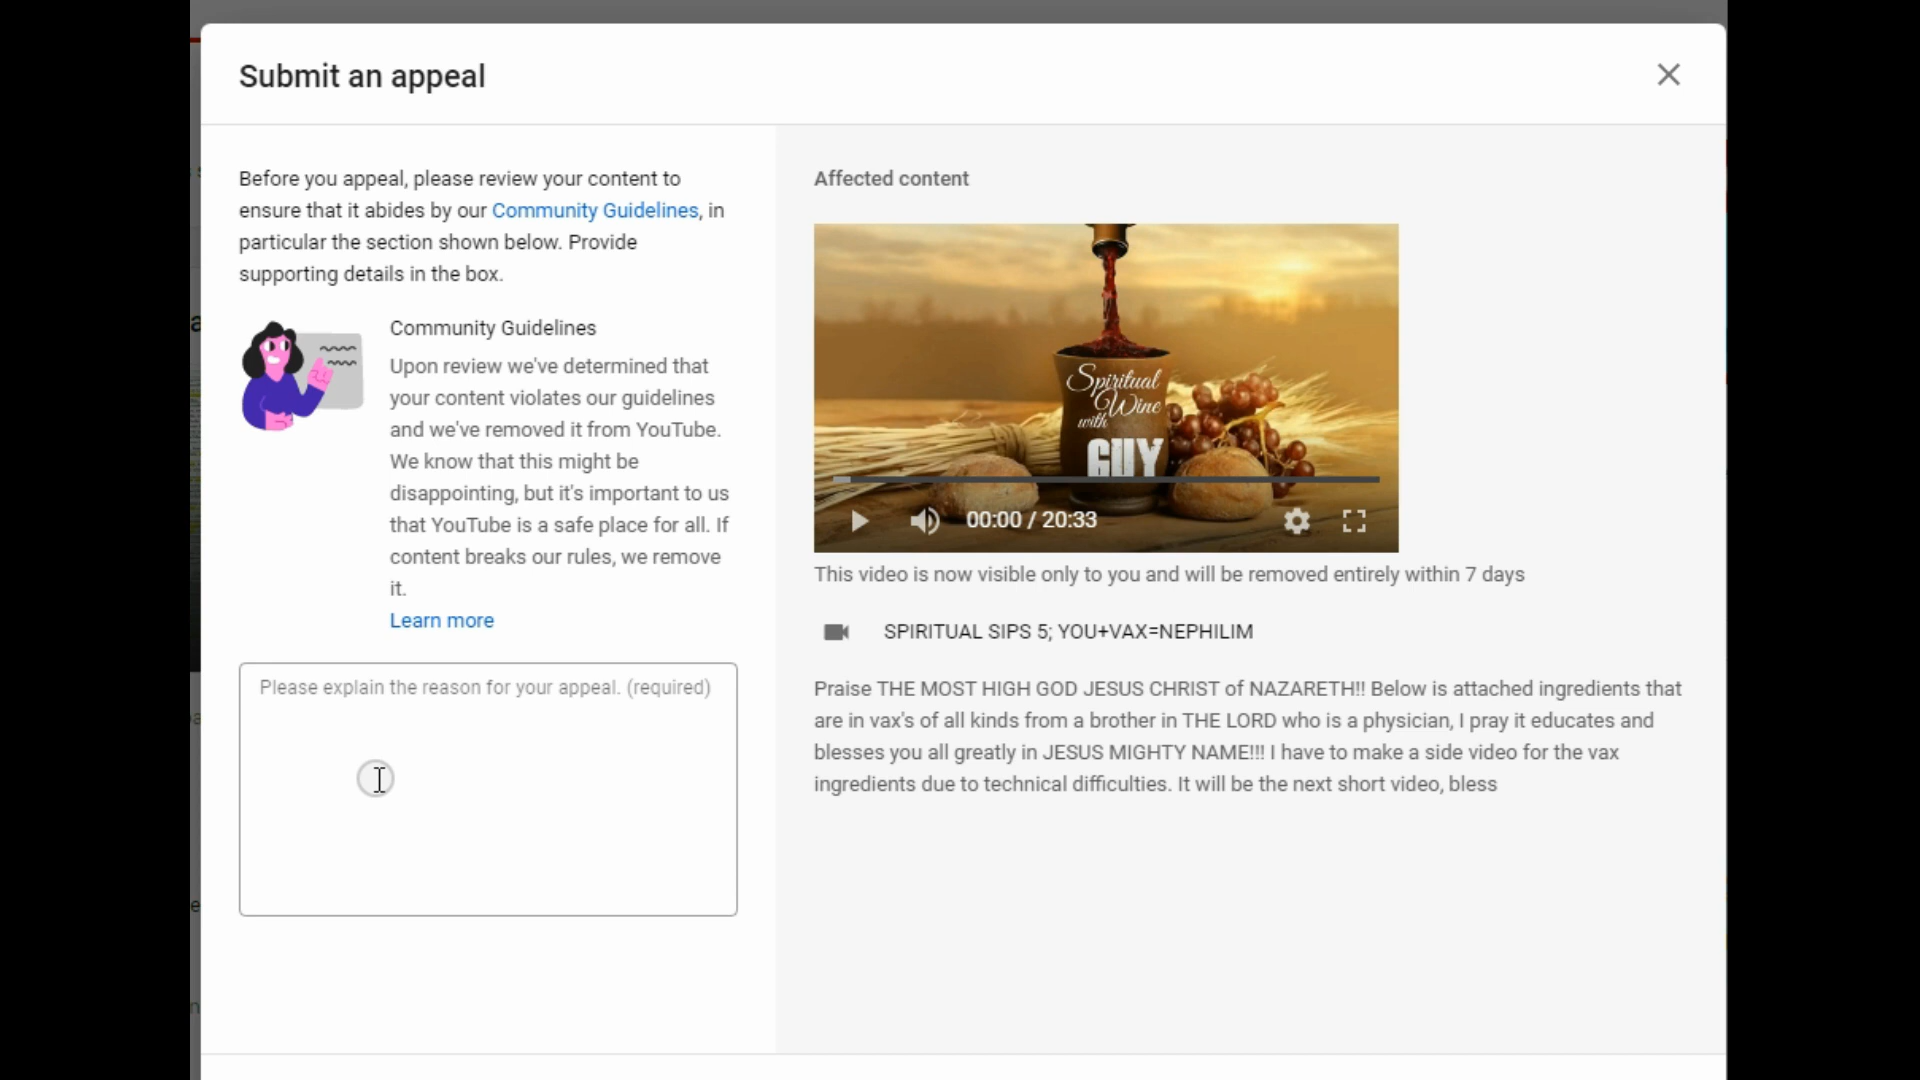 Submit an appeal
Before you appeal, please review your content to
ensure that it abides by our Community Guidelines, in
particular the section shown below. Provide
supporting details in the box.
Community Guidelines
Upon review we've determined that
your content violates our guidelines
and we've removed it from YouTube.
We know that this might be
disappointing, but it's important to us
that YouTube is a safe place for all. If
content breaks our rules, we remove
it.
Learn more
Please explain the reason for your appeal. (required)
Affected content
Spiritual
Wine
with
GUY
00:00 / 20:33
This video is now visible only to you and will be removed entirely within 7 days
SPIRITUAL SIPS 5; YOU+VAX=NEPHILIM
Praise THE MOST HIGH GOD JESUS CHRIST of NAZARETH!! Below is attached ingredients that
are in vax's of all kinds from a brother in THE LORD who is a physician, I pray it educates and
blesses you all greatly in JESUS MIGHTY NAME!!! I have to make a side video for the vax
ingredients due to technical difficulties. It will be the next short video, bless